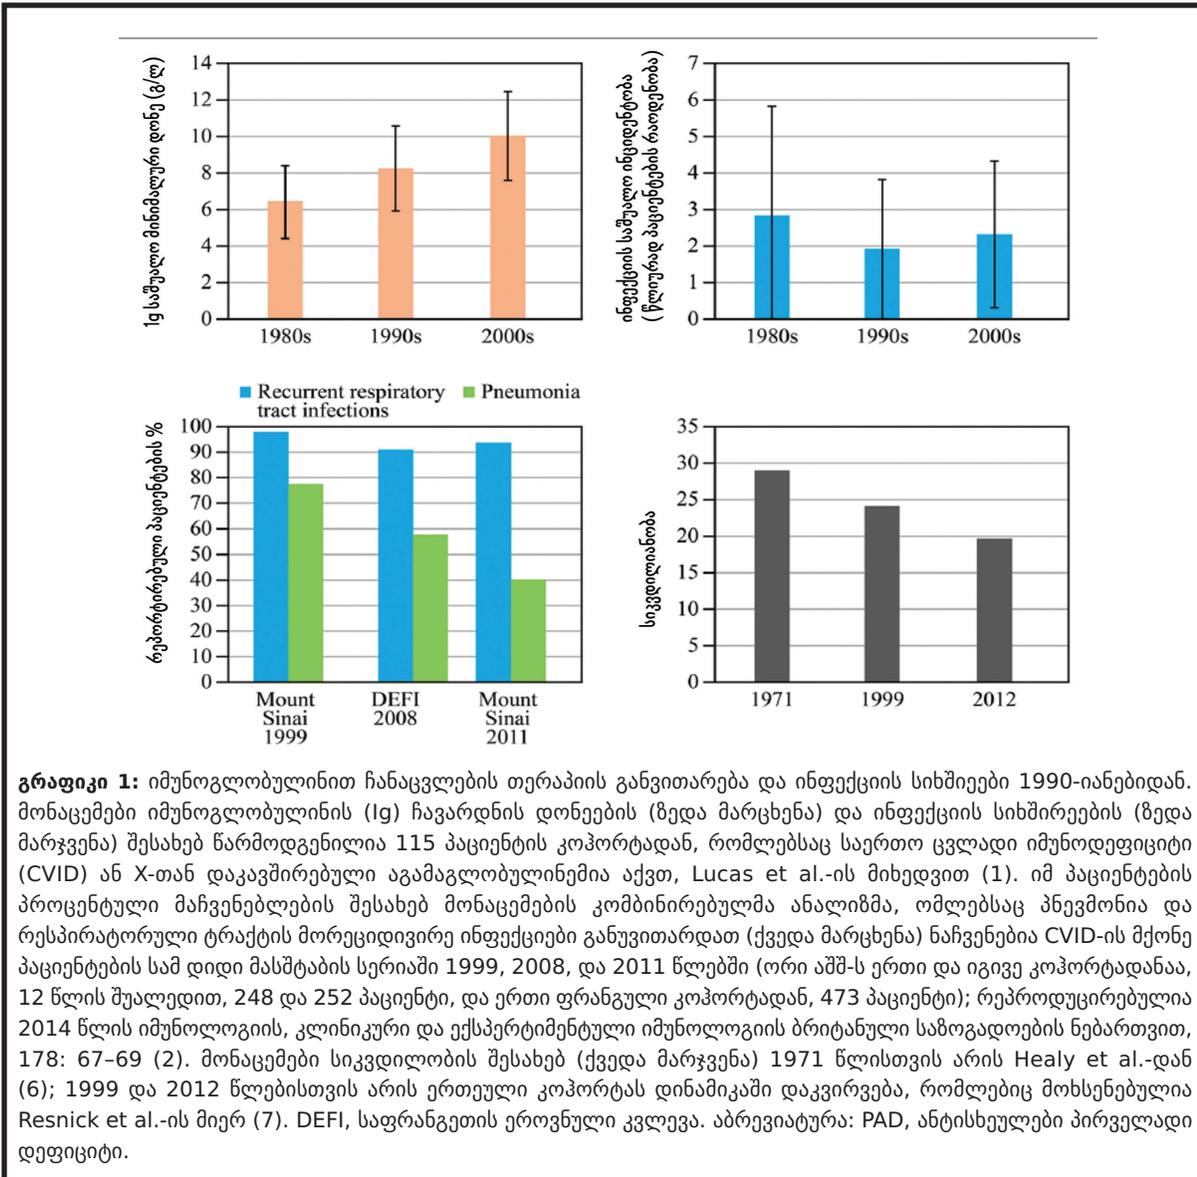 Ig საშუალო მინიმალური დონე (გ/ლ)
14
12
10
8
6
4
2
0
1980s 1990s 2000s
ინფექციის საშუალო ინციდენტობა
(წლიურად პაციენტების რაოდენობა)
7
6
5
4
3
2
1
0
1980s 1990s 2000s
Recurrent respiratory
tract infections
Pneumonia
რეპორტირებული პაციენტების %
100
90
80
70
60
50
40
30
20
10
0
Mount
Sinai
1999
DEFI
2008
Mount
Sinai
2011
სიკვდილიანობა
35
30
25
20
15
10
5
0
1971 1999 2012
გრაფიკი 1: იმუნოგლობულინით ჩანაცვლების თერაპიის განვითარება და ინფექციის სიხშიეები 1990-იანებიდან.
მონაცემები იმუნოგლობულინის (Ig) ჩავარდნის დონეების (ზედა მარცხენა) და ინფექციის სიხშირეების (ზედა
მარჯვენა) შესახებ წარმოდგენილია 115 პაციენტის კოჰორტადან, რომლებსაც საერთო ცვლადი იმუნოდეფიციტი
(CVID) ან X-თან დაკავშირებული აგამაგლობულინემია აქვთ, Lucas et al.-ის მიხედვით (1). იმ პაციენტების
პროცენტული მაჩვენებლების შესახებ მონაცემების კომბინირებულმა ანალიზმა, ომლებსაც პნევმონია და
რესპირატორული ტრაქტის მორეციდივირე ინფექციები განუვითარდათ (ქვედა მარცხენა) ნაჩვენებია CVID-ის მქონე
პაციენტების სამ დიდი მასშტაბის სერიაში 1999, 2008, და 2011 წლებში (ორი აშშ-ს ერთი და იგივე კოჰორტადანაა,
12 წლის შუალედით, 248 და 252 პაციენტი, და ერთი ფრანგული კოჰორტადან, 473 პაციენტი); რეპროდუცირებულია
2014 წლის იმუნოლოგიის, კლინიკური და ექსპერტიმენტული იმუნოლოგიის ბრიტანული საზოგადოების ნებართვით,
178: 67–69 (2). მონაცემები სიკვდილობის შესახებ (ქვედა მარჯვენა) 1971 წლისთვის არის Healy et al.-დან
(6); 1999 და 2012 წლებისთვის არის ერთეული კოჰორტას დინამიკაში დაკვირვება, რომლებიც მოხსენებულია
Resnick et al.-ის მიერ (7). DEFI, საფრანგეთის ეროვნული კვლევა. აბრევიატურა: PAD, ანტისხეულები პირველადი
დეფიციტი.